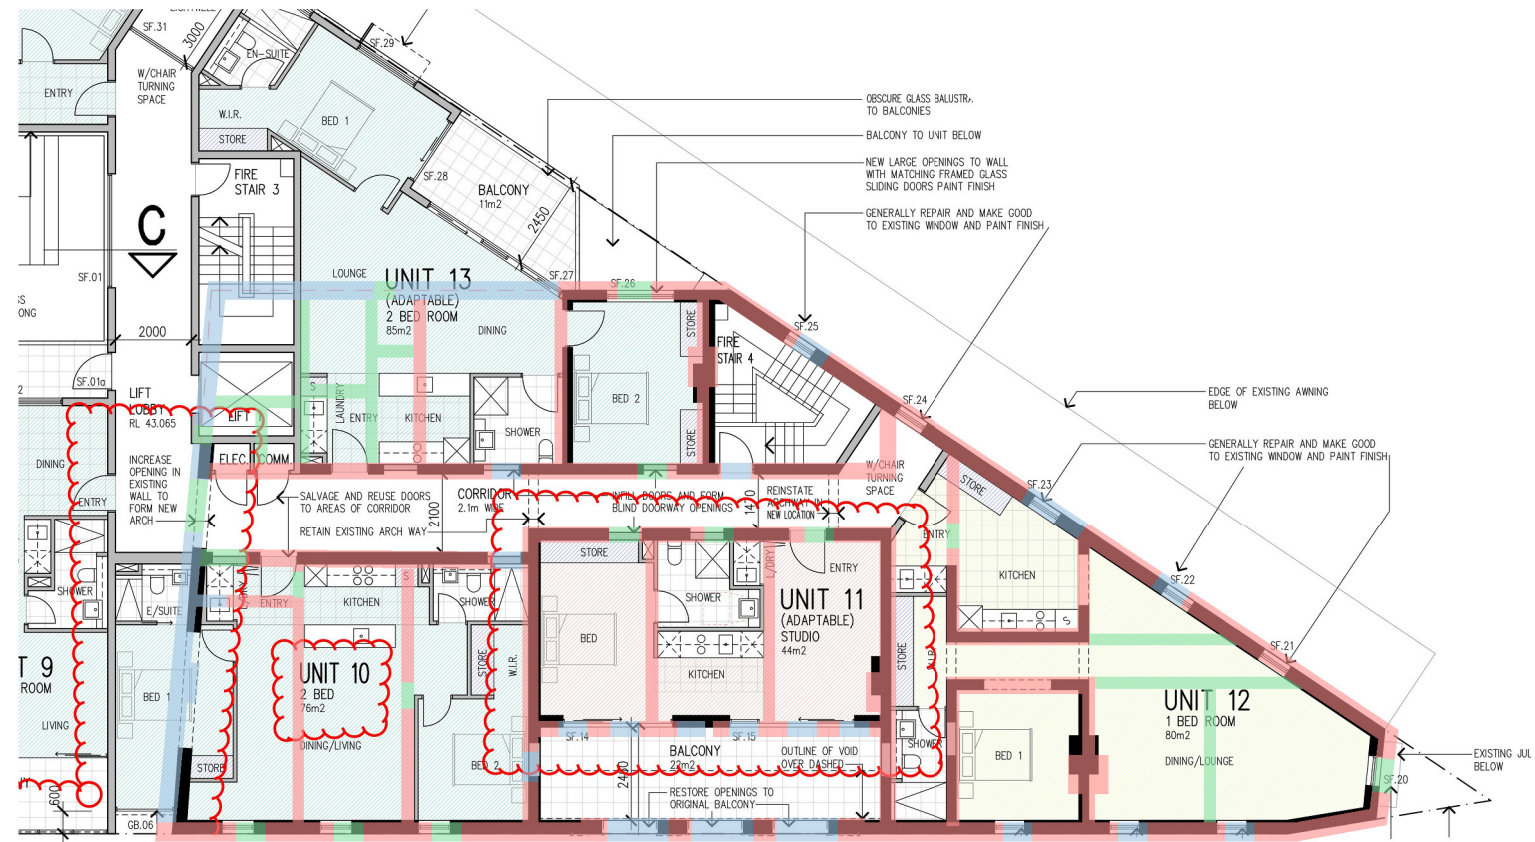 SF.31
3000
EN-SUITE
SF.29
W/CHAIR
TURNING
SPACE
ENTRY
W.I.R.
STORE
BED 1
OBSCURE GLASS BALUSTR.
TO BALCONIES
BALCONY TO UNIT BELOW
NEW LARGE OPENINGS TO WALL
WITH MATCHING FRAMED GLASS
SLIDING DOORS PAINT FINISH
GENERALLY REPAIR AND MAKE GOOD
TO EXISTING WINDOW AND PAINT FINISH
FIRE
STAIR 3
SF.28
BALCONY
11m2
2450
C
SF.01
SS
ONG
LOUNGE
UNIT 13
(ADAPTABLE)
2 BED ROOM
85m2
DINING
SF.27
SF.26
STORE
SF.25
FIRE
STAIR 4
2000
SF.01a
2
LIFT
LOBBY
RL 43.065
LIFT
S
LAUNDRY
ENTRY
KITCHEN
SHOWER
BED 2
STORE
SF.24
EDGE OF EXISTING AWNING
BELOW
GENERALLY REPAIR AND MAKE GOOD
TO EXISTING WINDOW AND PAINT FINISH
DINING
ENTRY
INCREASE
OPENING IN
EXISTING
WALL TO
FORM NEW
ARCH
ELEC
COMM
SALVAGE AND REUSE DOORS
TO AREAS OF CORRIDOR
RETAIN EXISTING ARCH WAY
2100
CORRIDOR
2.1m WIDE
INFILL DOORS AND FORM
BLIND DOORWAY OPENINGS
1410
REINSTATE
ARCHWAY IN
NEW LOCATION
W/CHAIR
TURNING
SPACE
STORE
SF.23
ENTRY
KITCHEN
S
SF.22
SF.21
SHOWER
E/SUITE
L/DRY
ENTRY
KITCHEN
S
SHOWER
STORE
W.I.R.
STORE
BED
SHOWER
KITCHEN
L/DRY
ENTRY
UNIT 11
(ADAPTABLE)
STUDIO
44m2
STORE
W.I.R.
T 9
ROOM
LIVING
BED 1
UNIT 10
2 BED
76m2
DINING/LIVING
STORE
BED 2
SF.14
SF.15
BALCONY
22m2
2450
OUTLINE OF VOID
OVER DASHED
RESTORE OPENINGS TO
ORIGINAL BALCONY
SHOWER
BED 1
UNIT 12
1 BED ROOM
80m2
DINING/LOUNGE
EXISTING JUL
BELOW
SF.20
600
GB.06